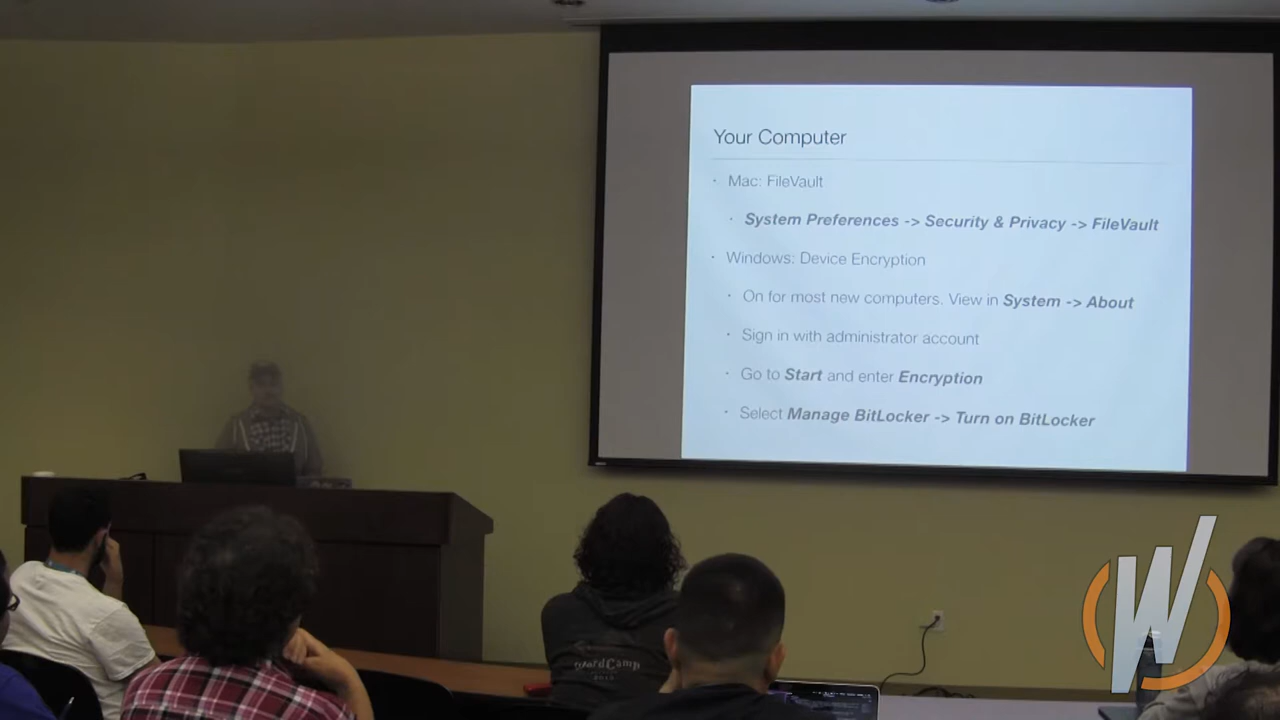 Your Computer
· Mac: FileVault
· System Preferences -> Security & Privacy -> FileVault
· Windows: Device Encryption
· On for most new computers. View in System -> About
· Sign in with administrator account
· Go to Start and enter Encryption
· Select Manage BitLocker -> Turn on BitLocker
WordCamp
W